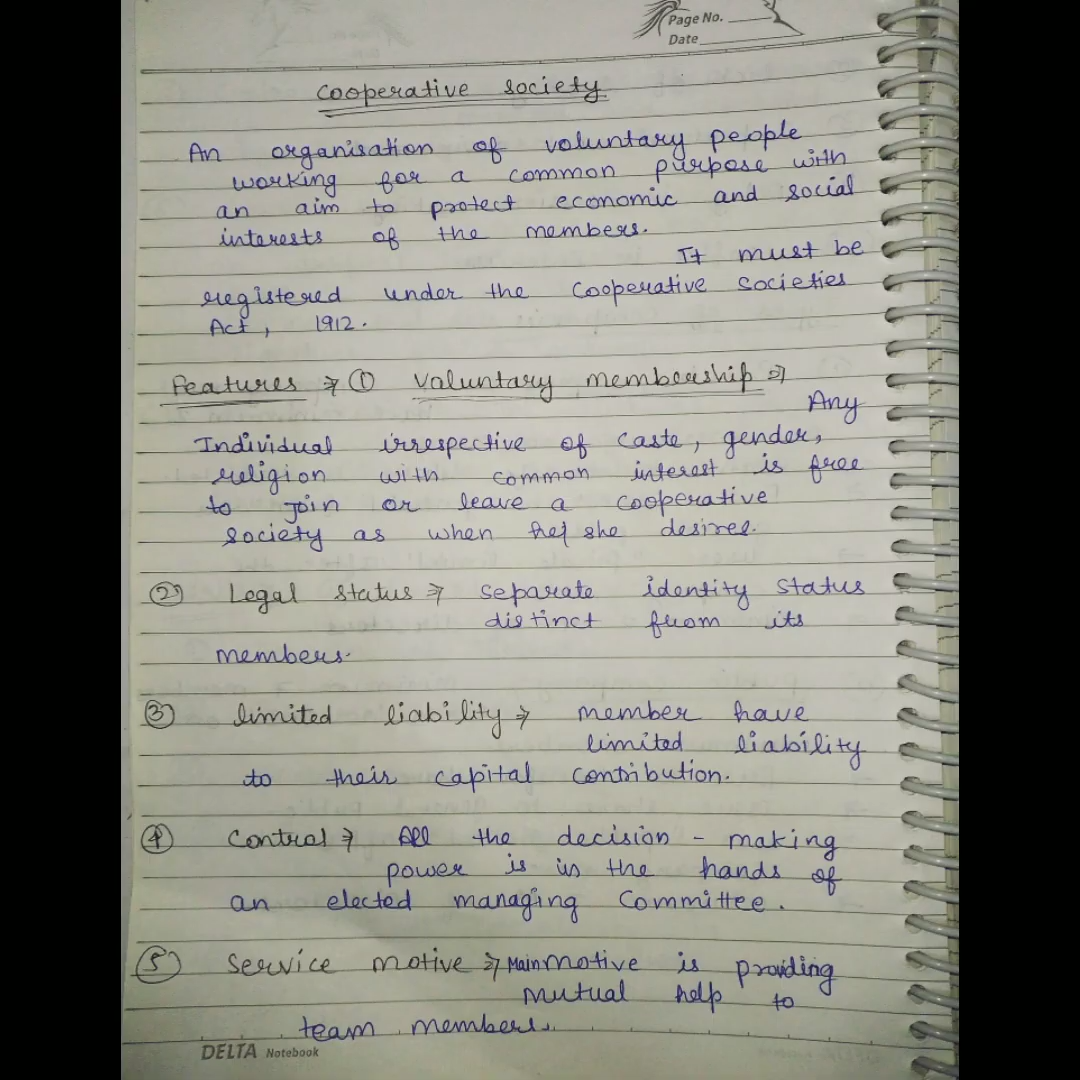 Page No.
Date
Cooperative society
An organisation of voluntary people
working for a common purpose with
an aim to protect economic and social
interests of the members.
It must be
registered under the cooperative societies
Act, 1912.
Features ⇒ ① Voluntary membership ⇒
Any
Individual irrespective of caste, gender,
religion with common interest is free
to join or leave a cooperative
society as when he/she desires.
② Legal status ⇒ separate identity status
distinct from its
members.
③ limited liability ⇒ member have
limited liability
to their capital contribution.
④ Control ⇒ All the decision - making
power is in the hands of
an elected managing Committee.
⑤ Service motive ⇒ Main motive is providing
mutual help to
team members.
DELTA Notebook